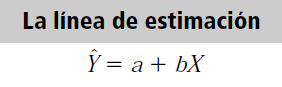 La línea de estimación
Ŷ = a + bX